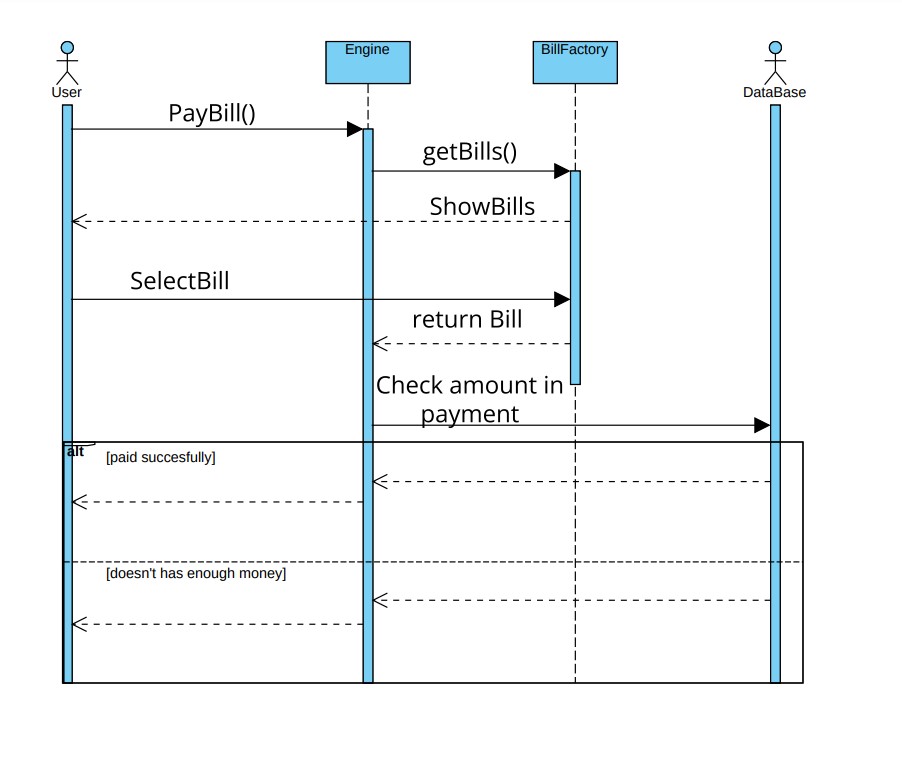 Engine
BillFactory
User
DataBase
PayBill()
getBills()
ShowBills
SelectBill
return Bill
Check amount in
payment
alt
[paid succesfully]
[doesn't has enough money]